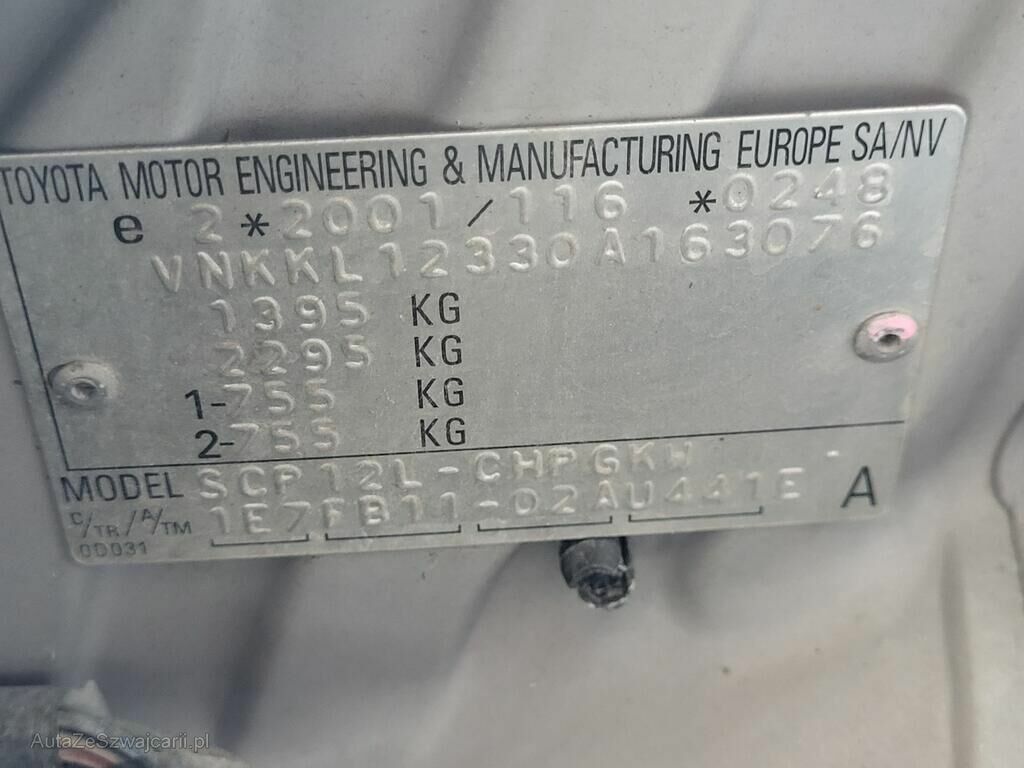 TOYOTA MOTOR ENGINEERING & MANUFACTURING EUROPE SA/NV
e 2*2001/116 *0248
VNKKL12330A163076
1395 KG
2295 KG
1-755 KG
2-755 KG
MODEL SCP12L-CHPGKW -
C/TR/A/TM 1E7 FB11 -02A U441E A
0D031
AutaZeSzwajcarii.pl